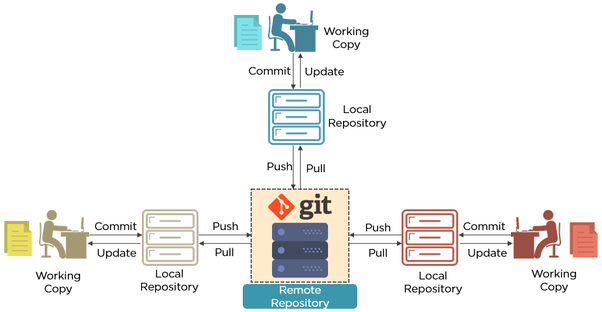 Working
Copy
Commit
Update
Local
Repository
Push
Pull
git
Commit
Update
Push
Pull
Push
Pull
Commit
Update
Working
Copy
Local
Repository
Remote
Repository
Local
Repository
Working
Copy